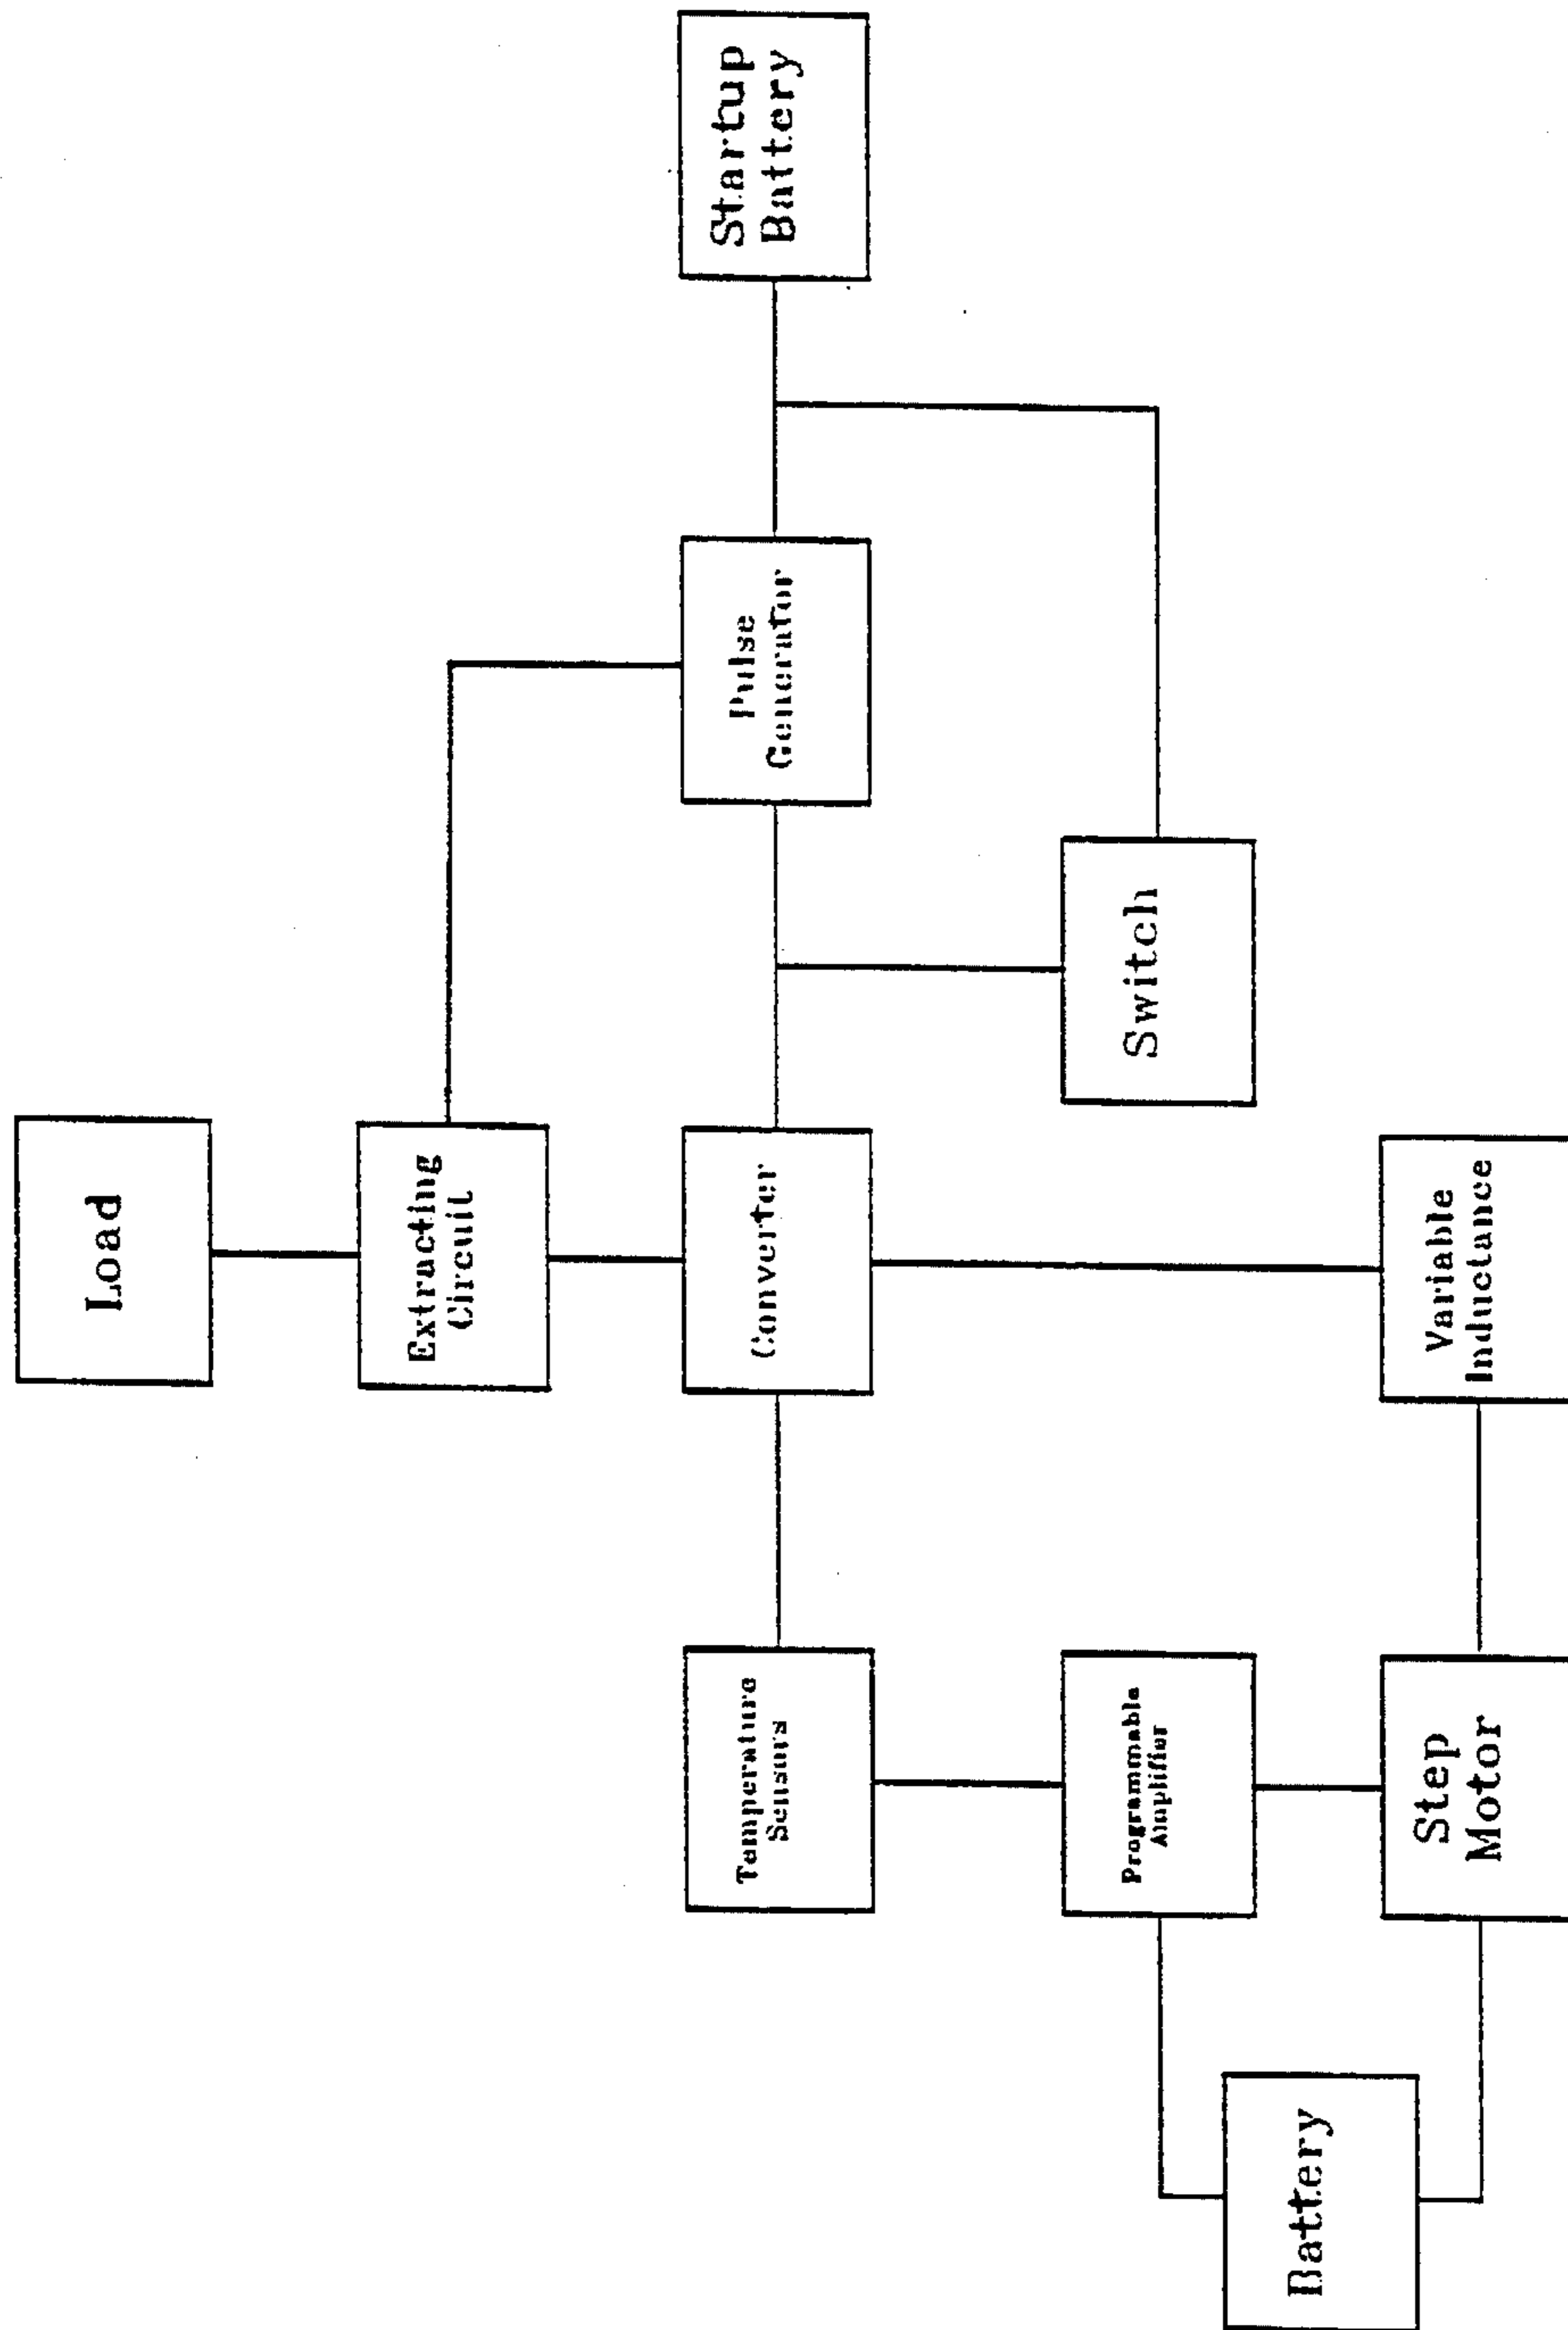 Load
Extracting
Circuit
Converter
Pulse
Generator
Startup
Battery
Switch
Temperature
Sensors
Programmable
Amplifier
Variable
Inductance
Step
Motor
Battery